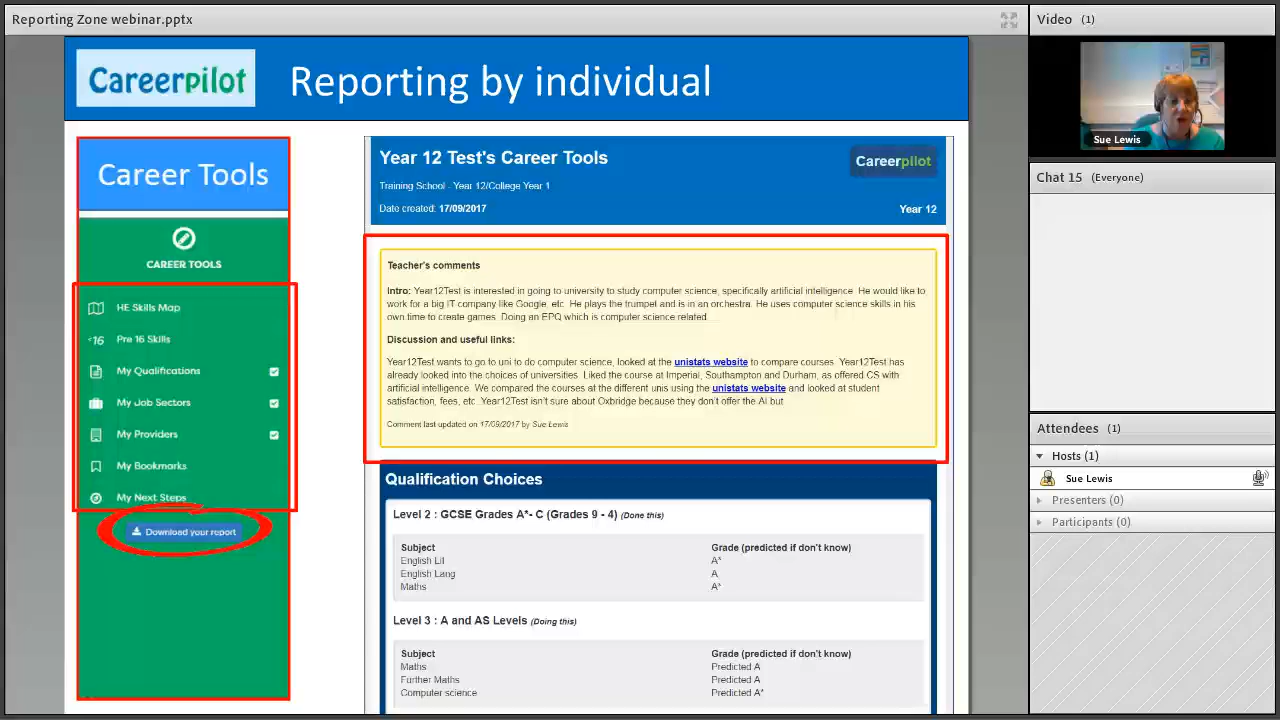 Reporting Zone webinar.pptx
Careerpilot
Reporting by individual
Career Tools
CAREER TOOLS
HE Skills Map
<16 Pre 16 Skills
My Qualifications
My Job Sectors
My Providers
My Bookmarks
My Next Steps
Download your report
Year 12 Test's Career Tools
Careerpilot
Training School - Year 12/College Year 1
Date created: 17/09/2017
Year 12
Teacher's comments
Intro: Year12Test is interested in going to university to study computer science, specifically artificial intelligence. He would like to
work for a big IT company like Google, etc. He plays the trumpet and is in an orchestra. He uses computer science skills in his
own time to create games. Doing an EPQ which is computer science related....
Discussion and useful links:
Year12Test wants to go to uni to do computer science, looked at the unistats website to compare courses. Year12Test has
already looked into the choices of universities. Liked the course at Imperial, Southampton and Durham, as offered CS with
artificial intelligence. We compared the courses at the different unis using the unistats website and looked at student
satisfaction, fees, etc. Year12Test isn't sure about Oxbridge because they don't offer the AI but
Comment last updated on 17/09/2017 by Sue Lewis
Qualification Choices
Level 2 : GCSE Grades A*- C (Grades 9 - 4) (Done this)
Subject Grade (predicted if don't know)
English Lit A*
English Lang A
Maths A*
Level 3 : A and AS Levels (Doing this)
Subject Grade (predicted if don't know)
Maths Predicted A
Further Maths Predicted A
Computer science Predicted A*
Video (1)
Sue Lewis
Chat 15 (Everyone)
Attendees (1)
Hosts (1)
Sue Lewis
Presenters (0)
Participants (0)